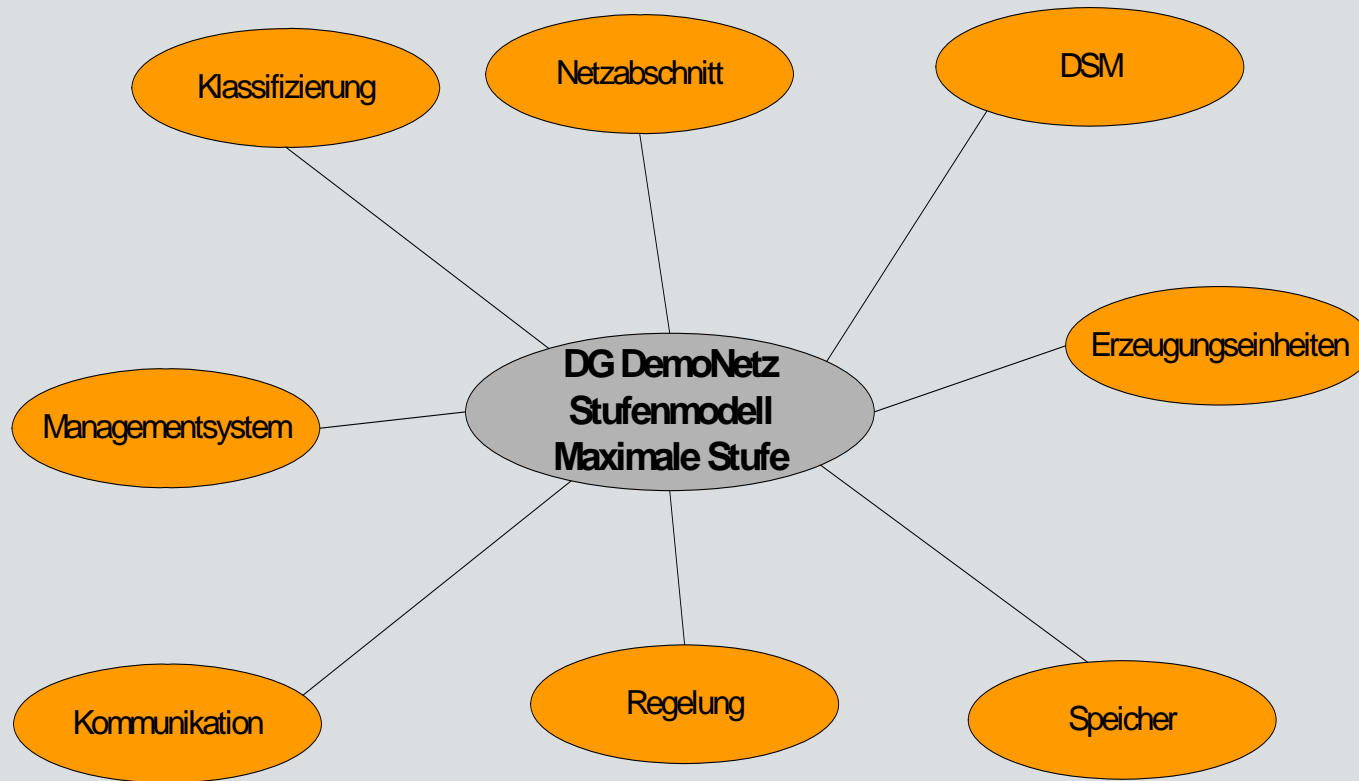 Klassifizierung
Netzabschnitt
DSM
Erzeugungseinheiten
DG DemoNetz
Stufenmodell
Maximale Stufe
Managementsystem
Kommunikation
Regelung
Speicher